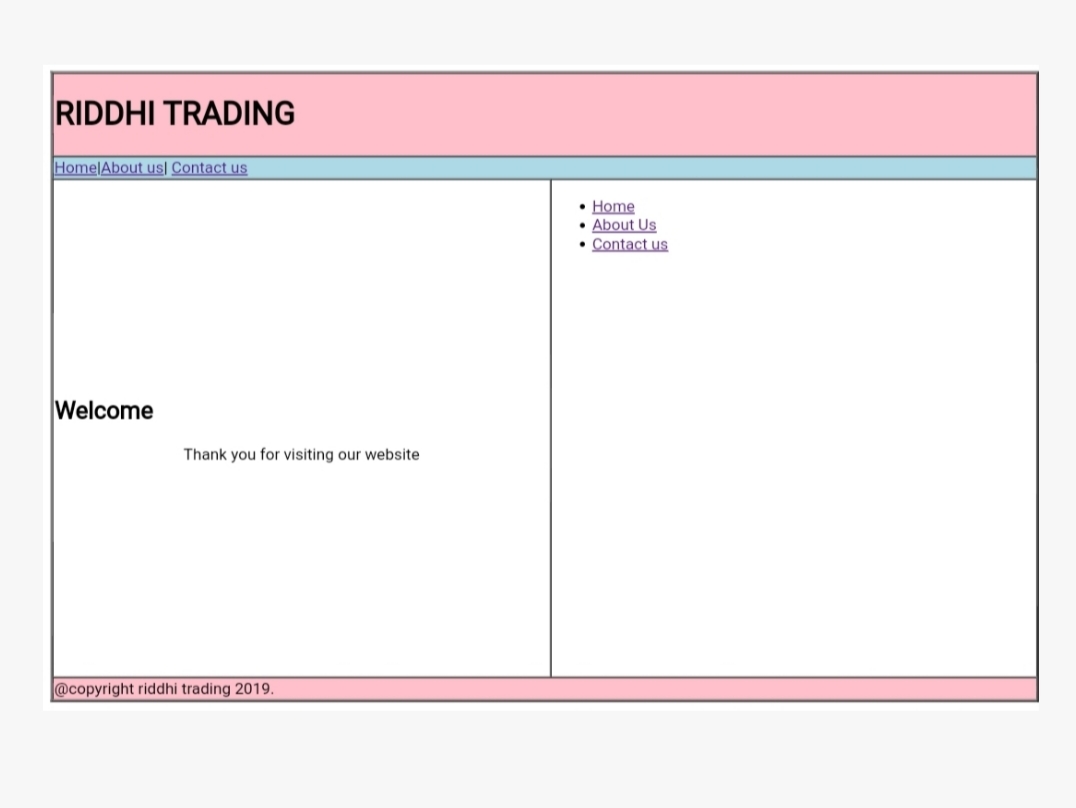 RIDDHI TRADING
Home|About us| Contact us
Home
About Us
Contact us
Welcome
Thank you for visiting our website
@copyright riddhi trading 2019.